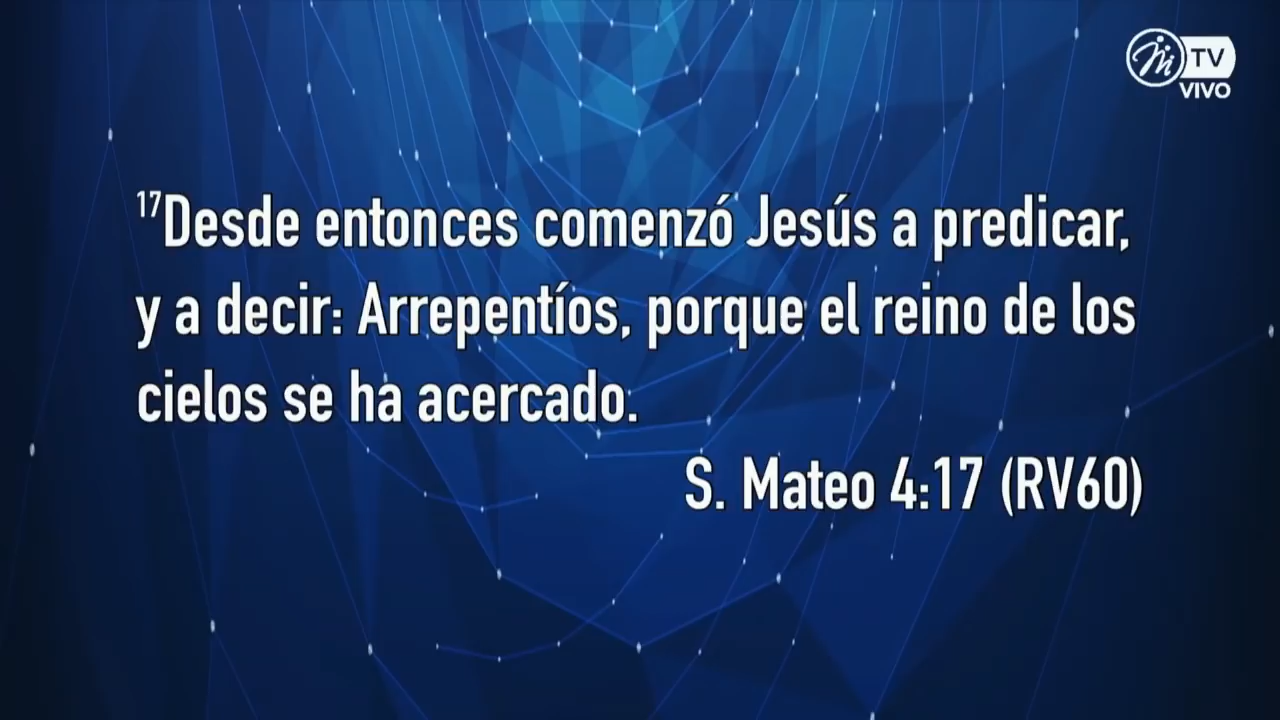 TV
VIVO
17Desde entonces comenzó Jesús a predicar,
y a decir: Arrepentíos, porque el reino de los
cielos se ha acercado.
S. Mateo 4:17 (RV60)